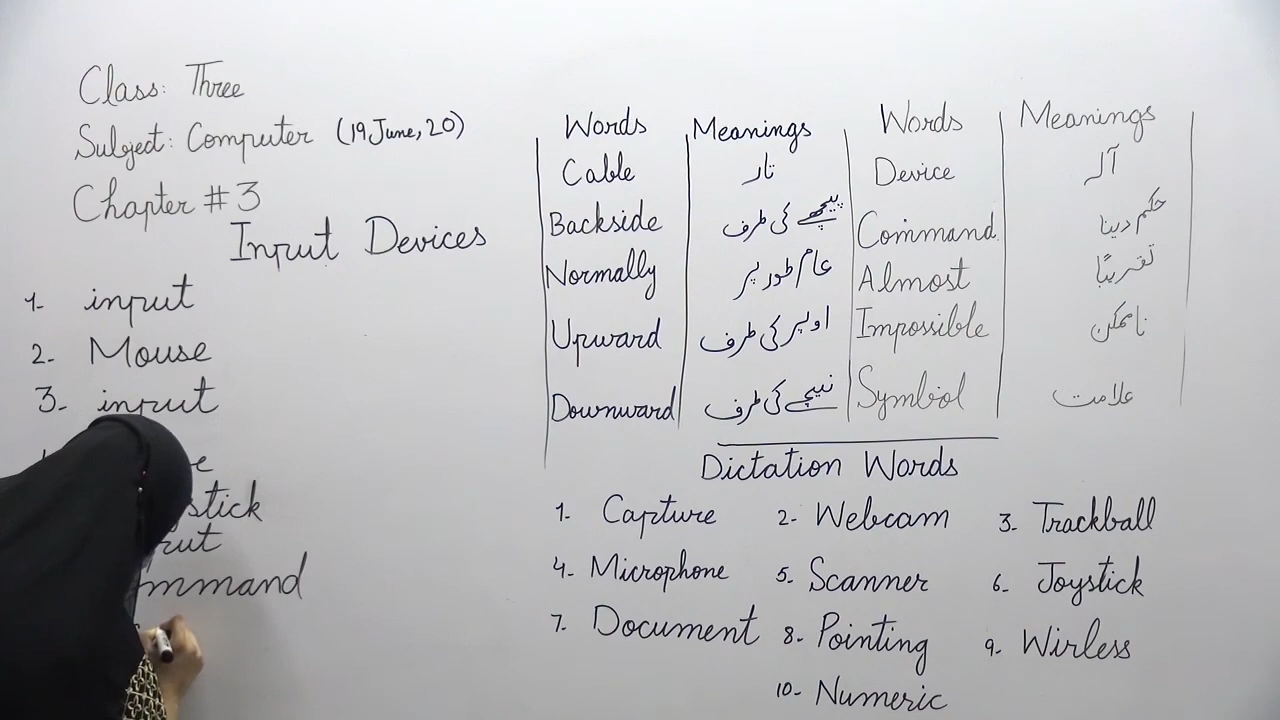 Class: Three
Subject: Computer (19 June, 20)
Chapter # 3
Input Devices
1. input
2. Mouse
3. input
Words Meanings Words Meanings
Cable تار Device آلہ
Backside پیچھے کی طرف Command حکم دینا
Normally عام طور پر Almost تقریباً
Upward اوپر کی طرف Impossible ناممکن
Downward نیچے کی طرف Symbol علامت
Dictation Words
1. Capture 2. Webcam 3. Trackball
4. Microphone 5. Scanner 6. Joystick
7. Document 8. Pointing 9. Wirless
10. Numeric